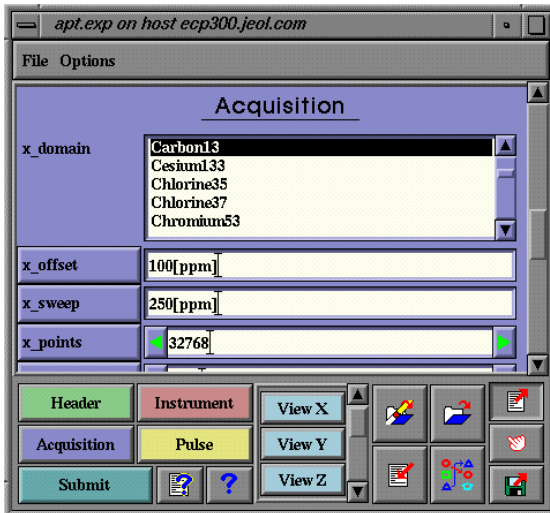 apt.exp on host ecp300.jeol.com
File Options
Acquisition
x_domain
Carbon13
Cesium133
Chlorine35
Chlorine37
Chromium53
x_offset 100[ppm]
x_sweep 250[ppm]
x_points 32768
Header Instrument View X
Acquisition Pulse View Y
Submit ? ? View Z